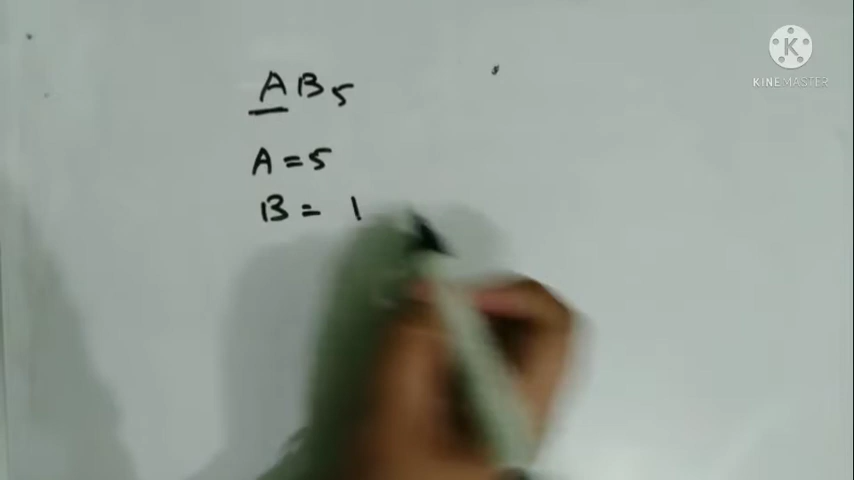 AB5
A = 5
B = 1
KINEMASTER